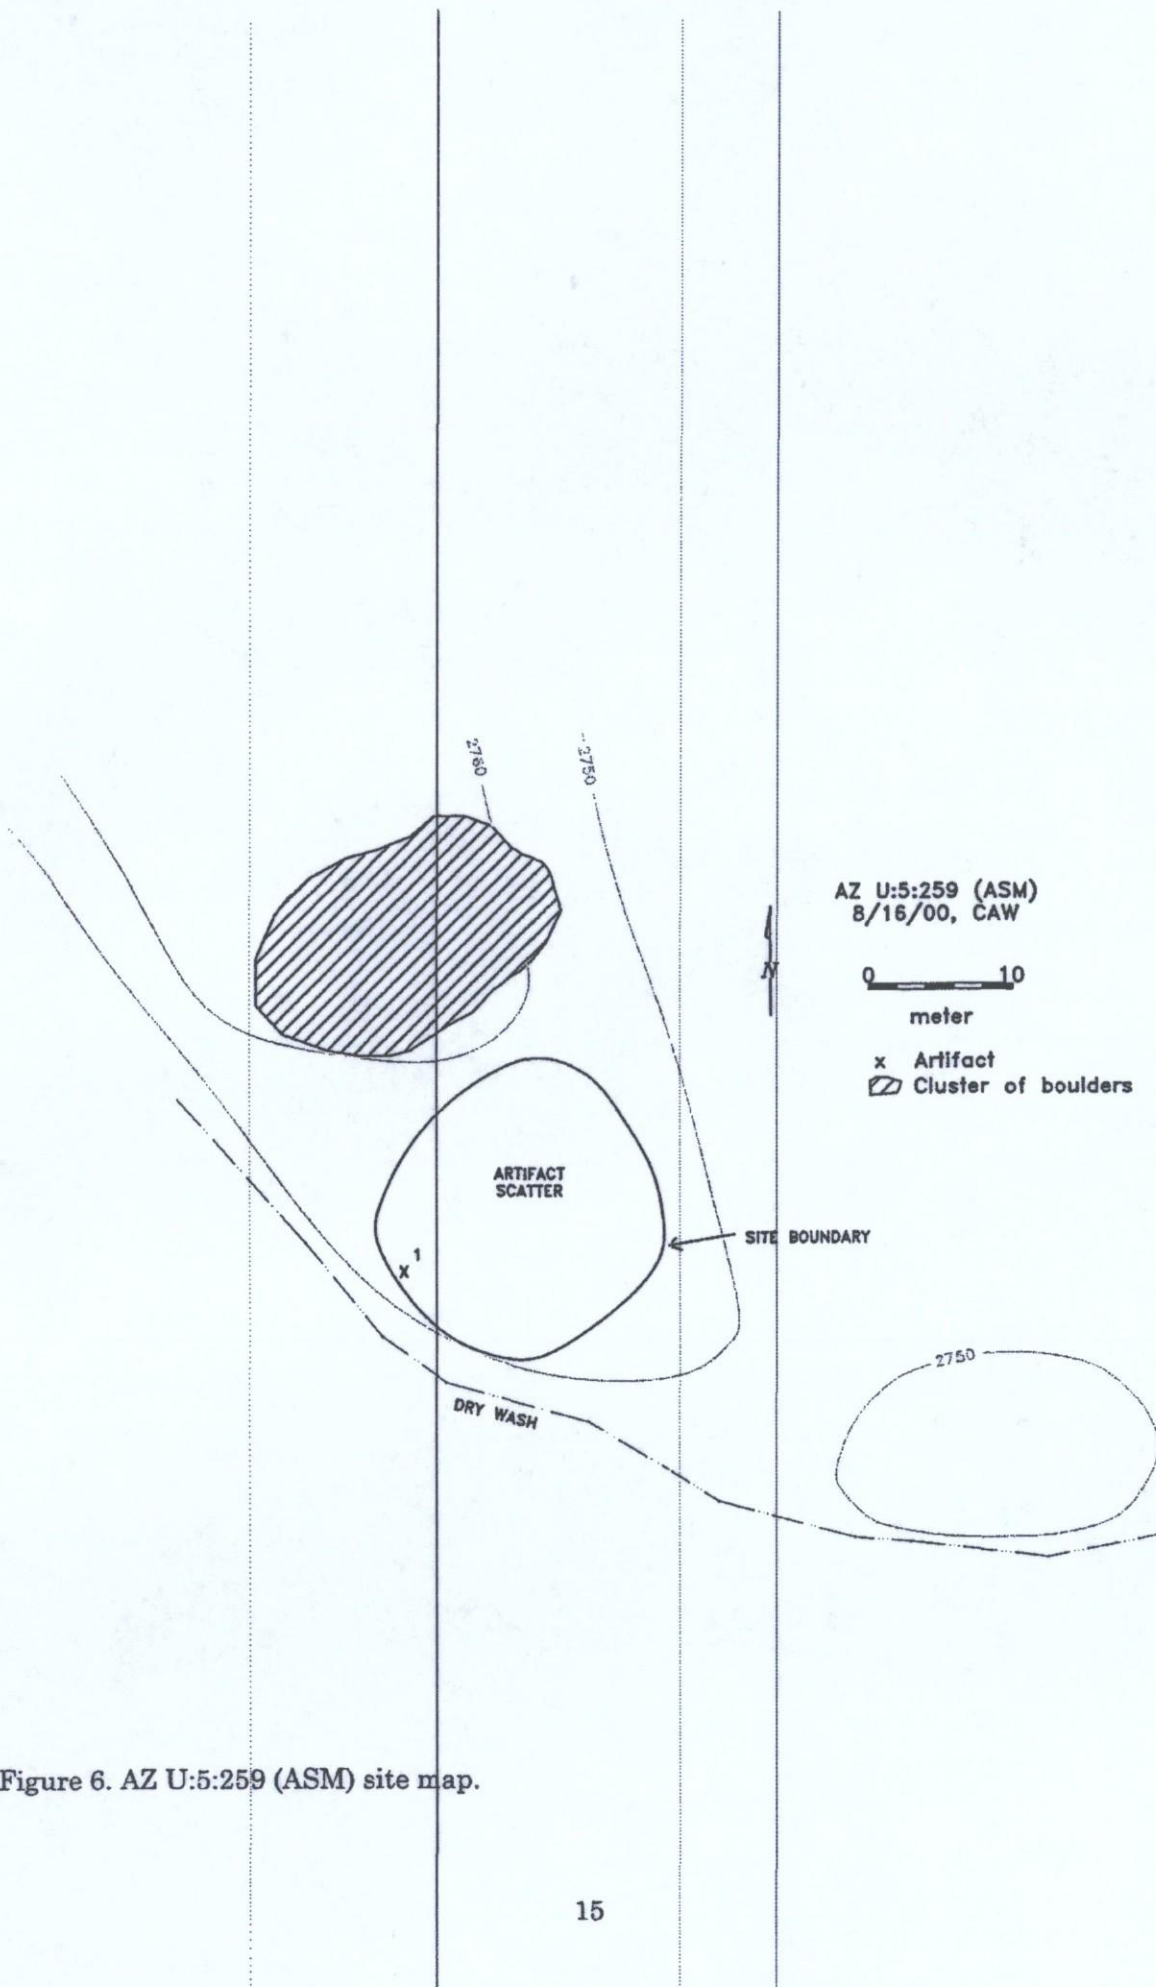 2760
2750
AZ U:5:259 (ASM)
8/16/00, CAW
N
0 10
meter
x Artifact
Cluster of boulders
ARTIFACT
SCATTER
SITE BOUNDARY
1
x
2750
DRY WASH
Figure 6. AZ U:5:259 (ASM) site map.
15